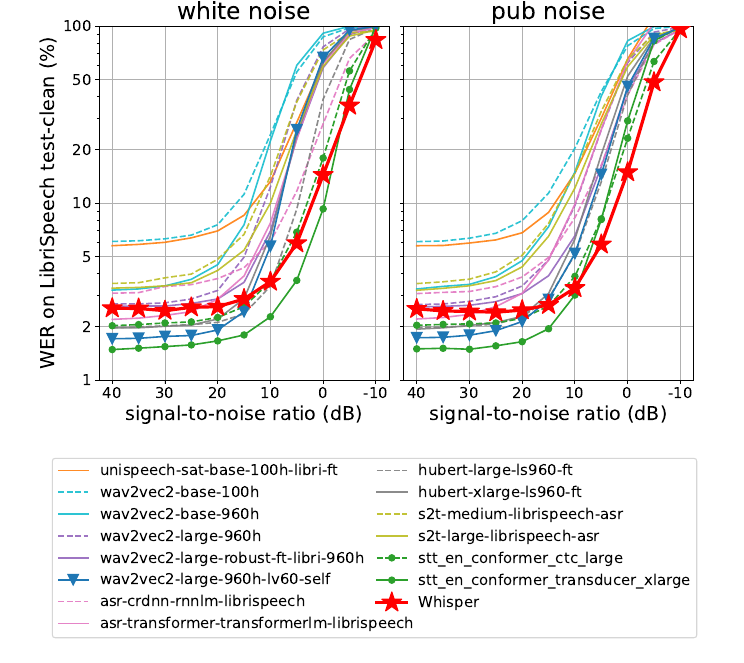 white noise
pub noise
WER on LibriSpeech test-clean (%)
100
50
20
10
5
2
1
40 30 20 10 0 -10
40 30 20 10 0 -10
signal-to-noise ratio (dB)
signal-to-noise ratio (dB)
unispeech-sat-base-100h-libri-ft
wav2vec2-base-100h
wav2vec2-base-960h
wav2vec2-large-960h
wav2vec2-large-robust-ft-libri-960h
wav2vec2-large-960h-lv60-self
asr-crdnn-rnnlm-librispeech
asr-transformer-transformerlm-librispeech
hubert-large-ls960-ft
hubert-xlarge-ls960-ft
s2t-medium-librispeech-asr
s2t-large-librispeech-asr
stt_en_conformer_ctc_large
stt_en_conformer_transducer_xlarge
Whisper